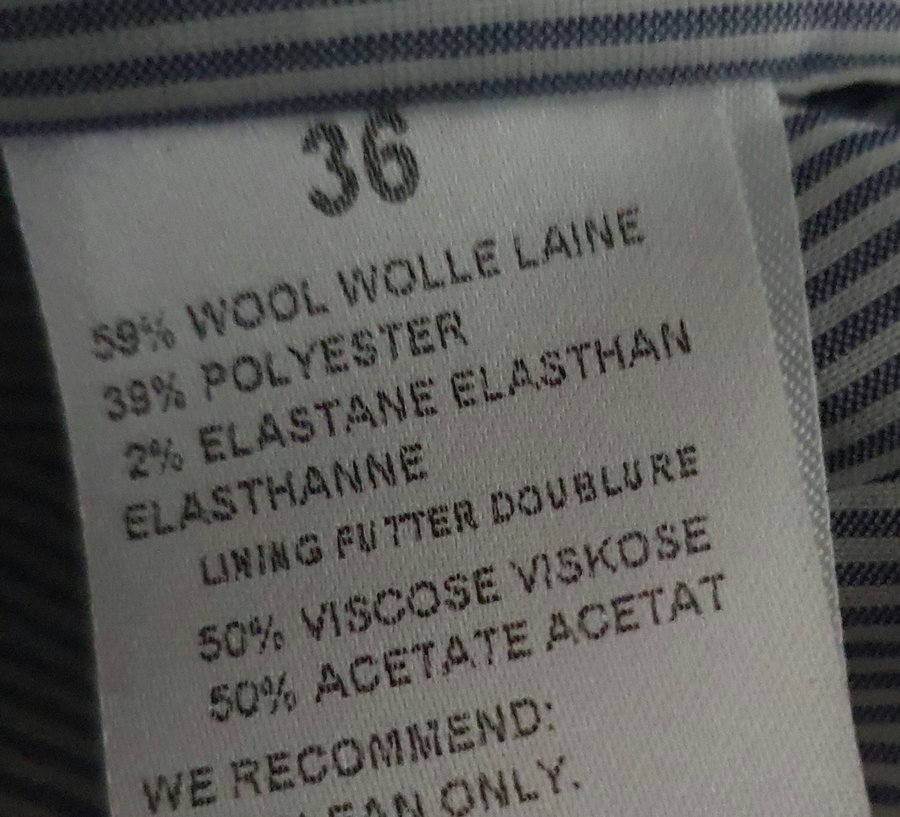 36
59% WOOL WOLLE LAINE
39% POLYESTER
2% ELASTANE ELASTHAN
ELASTHANNE
LINING FUTTER DOUBLURE
50% VISCOSE VISKOSE
50% ACETATE ACETAT
WE RECOMMEND:
ONLY.